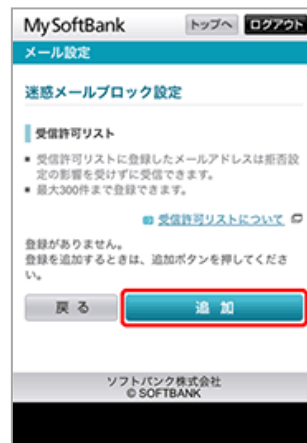 My SoftBank トップへ ログアウト
メール設定
迷惑メールブロック設定
受信許可リスト
■ 受信許可リストに登録したメールアドレスは拒否設
定の影響を受けずに受信できます。
■ 最大300件まで登録できます。
受信許可リストについて
登録がありません。
登録を追加するときは、追加ボタンを押してくださ
い。
戻 る 追 加
ソフトバンク株式会社
© SOFTBANK